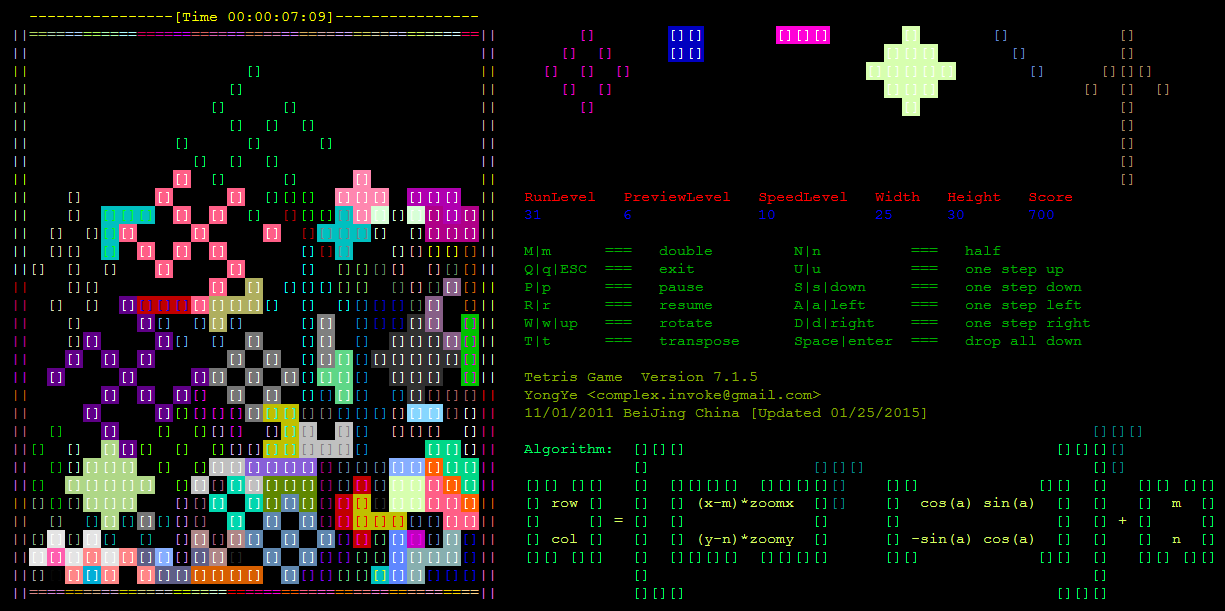 ----------------[Time 00:00:07:09]----------------
RunLevel PreviewLevel SpeedLevel Width Height Score
31 6 10 25 30 700
M|m === double N|n === half
Q|q|ESC === exit U|u === one step up
P|p === pause S|s|down === one step down
R|r === resume A|a|left === one step left
W|w|up === rotate D|d|right === one step right
T|t === transpose Space|enter === drop all down
Tetris Game Version 7.1.5
YongYe <complex.invoke@gmail.com>
11/01/2011 BeiJing China [Updated 01/25/2015]
Algorithm:
row (x-m)*zoomx cos(a) sin(a) m
= +
col (y-n)*zoomy -sin(a) cos(a) n